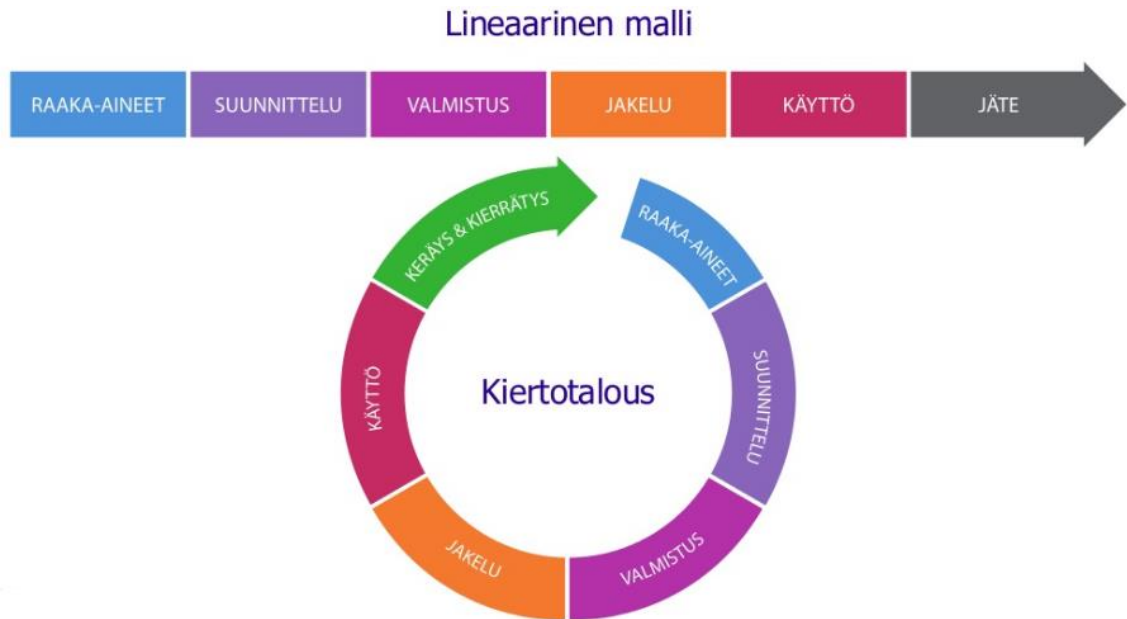 Lineaarinen malli
RAAKA-AINEET
SUUNNITTELU
VALMISTUS
JAKELU
KÄYTTÖ
JÄTE
RAAKA-AINEET
SUUNNITTELU
VALMISTUS
JAKELU
KÄYTTÖ
KERÄYS & KIERRÄTYS
Kiertotalous